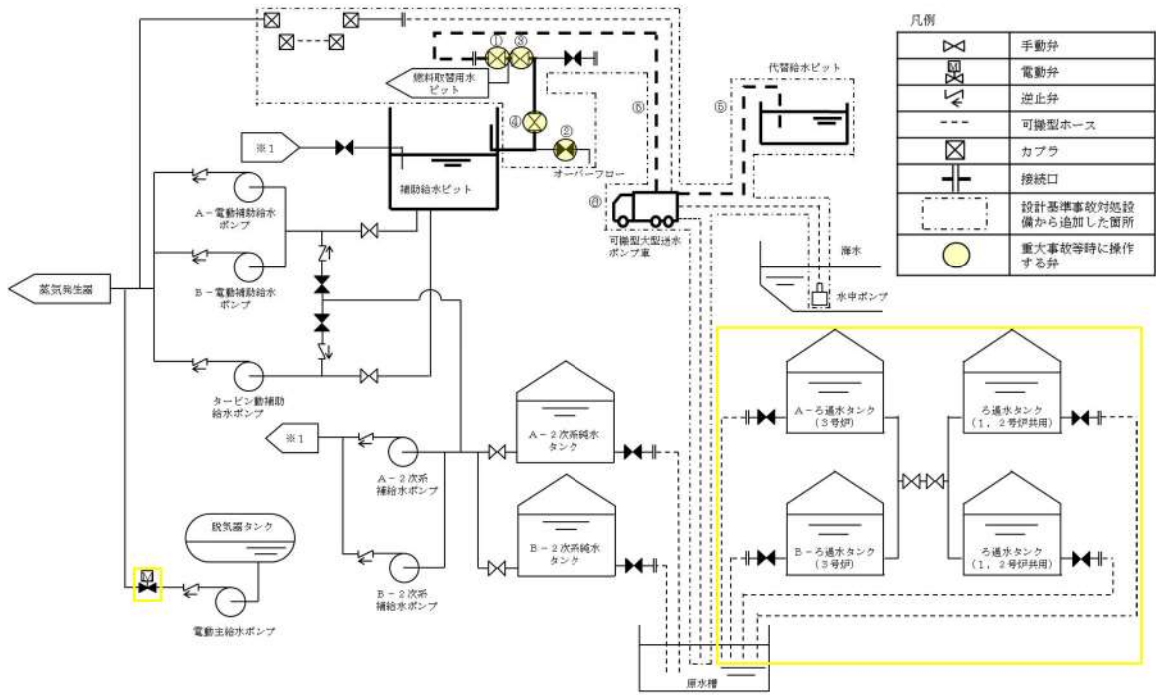 凡例
手動弁
M
電動弁
逆止弁
可搬型ホース
カプラ
接続口
設計基準事故対処設
備から追加した箇所
重大事故等時に操作
する弁
①
③
燃料取替用水
ピット
④
②
オーバーフロー
⑤
⑤
代替給水ピット
※1
補助給水ピット
可搬型大型送水
ポンプ車
海水
水中ポンプ
A-電動補助給水
ポンプ
B-電動補助給水
ポンプ
蒸気発生器
タービン動補助
給水ポンプ
※1
A-2次系
補給水ポンプ
B-2次系
補給水ポンプ
A-2次系純水
タンク
B-2次系純水
タンク
A-ろ過水タンク
(3号炉)
ろ過水タンク
(1,2号炉共用)
B-ろ過水タンク
(3号炉)
ろ過水タンク
(1,2号炉共用)
脱気器タンク
M
電動主給水ポンプ
原水槽